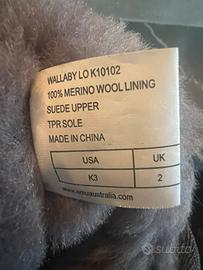 WALLABY LO K10102
100% MERINO WOOL LINING
SUEDE UPPER
TPR SOLE
MADE IN CHINA
USA UK
K3 2
www.emuaustralia.com
subito